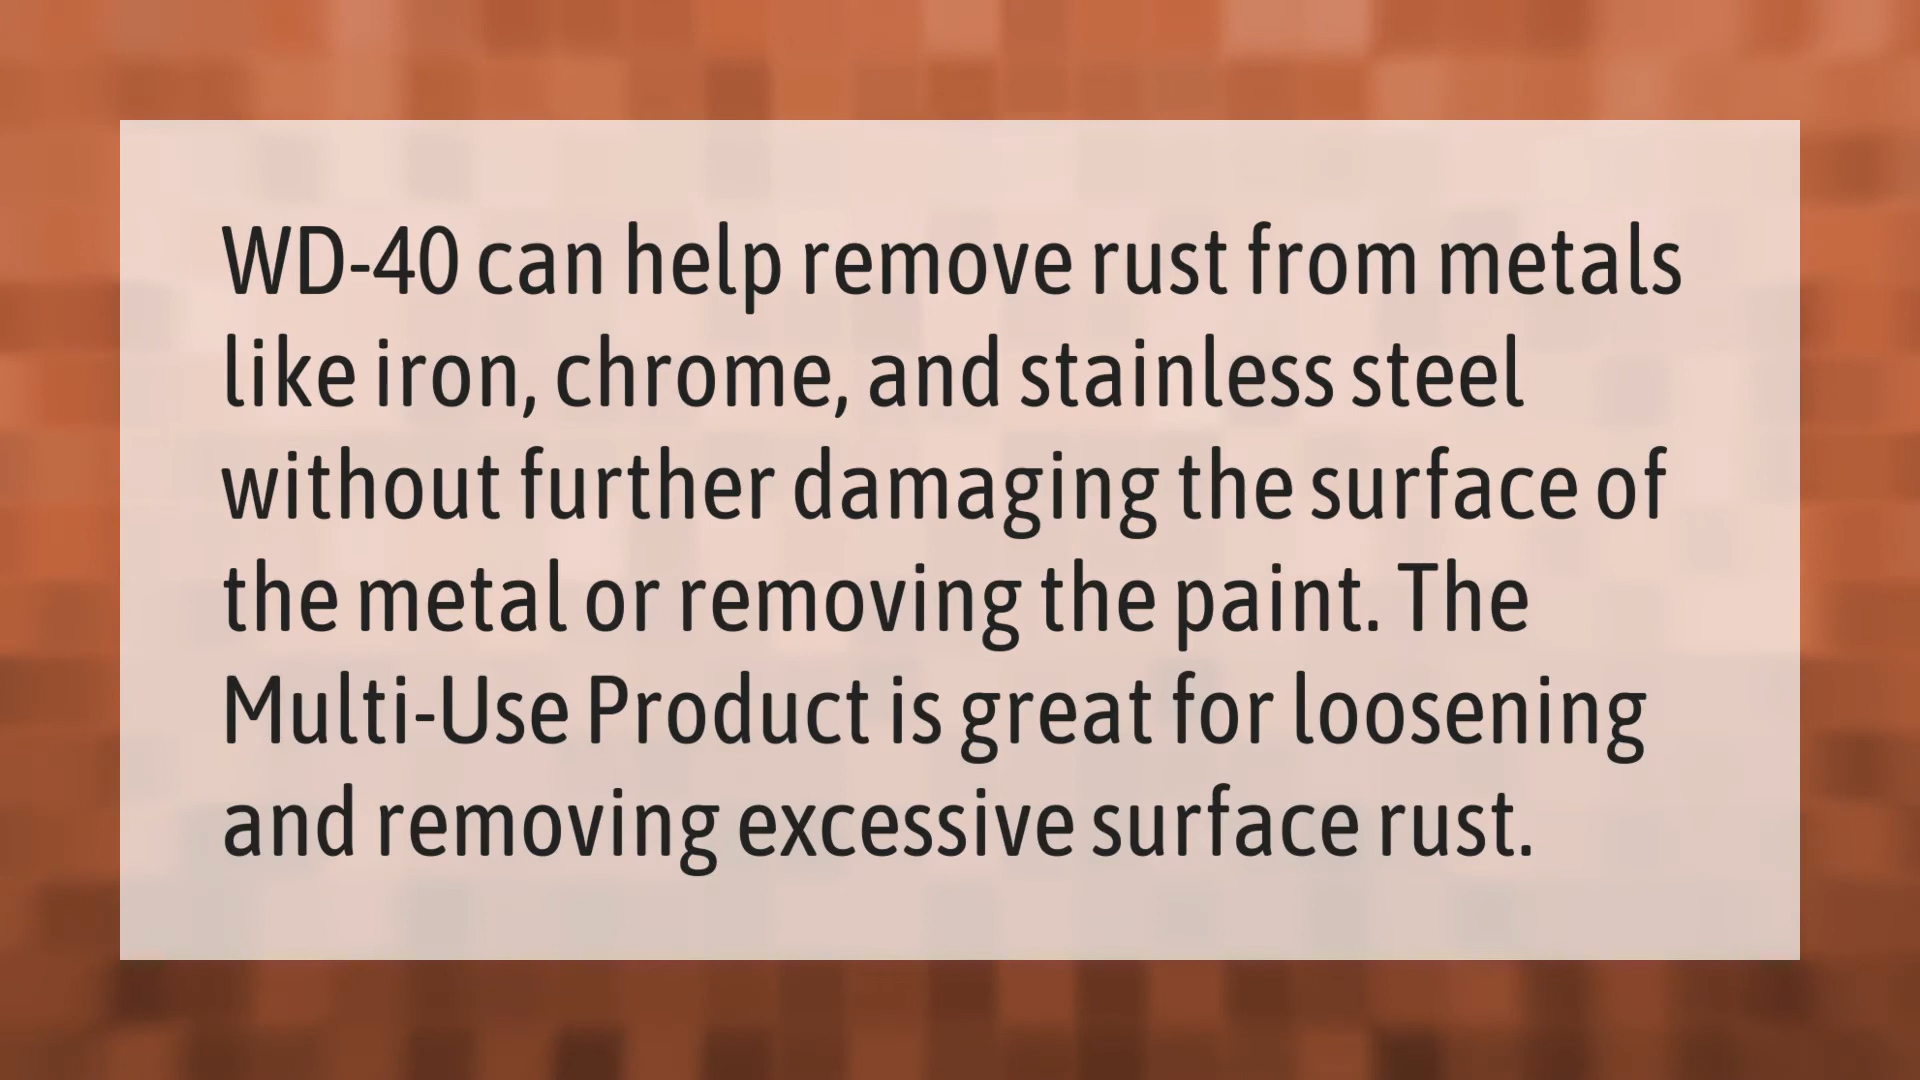 WD-40 can help remove rust from metals
like iron, chrome, and stainless steel
without further damaging the surface of
the metal or removing the paint. The
Multi-Use Product is great for loosening
and removing excessive surface rust.